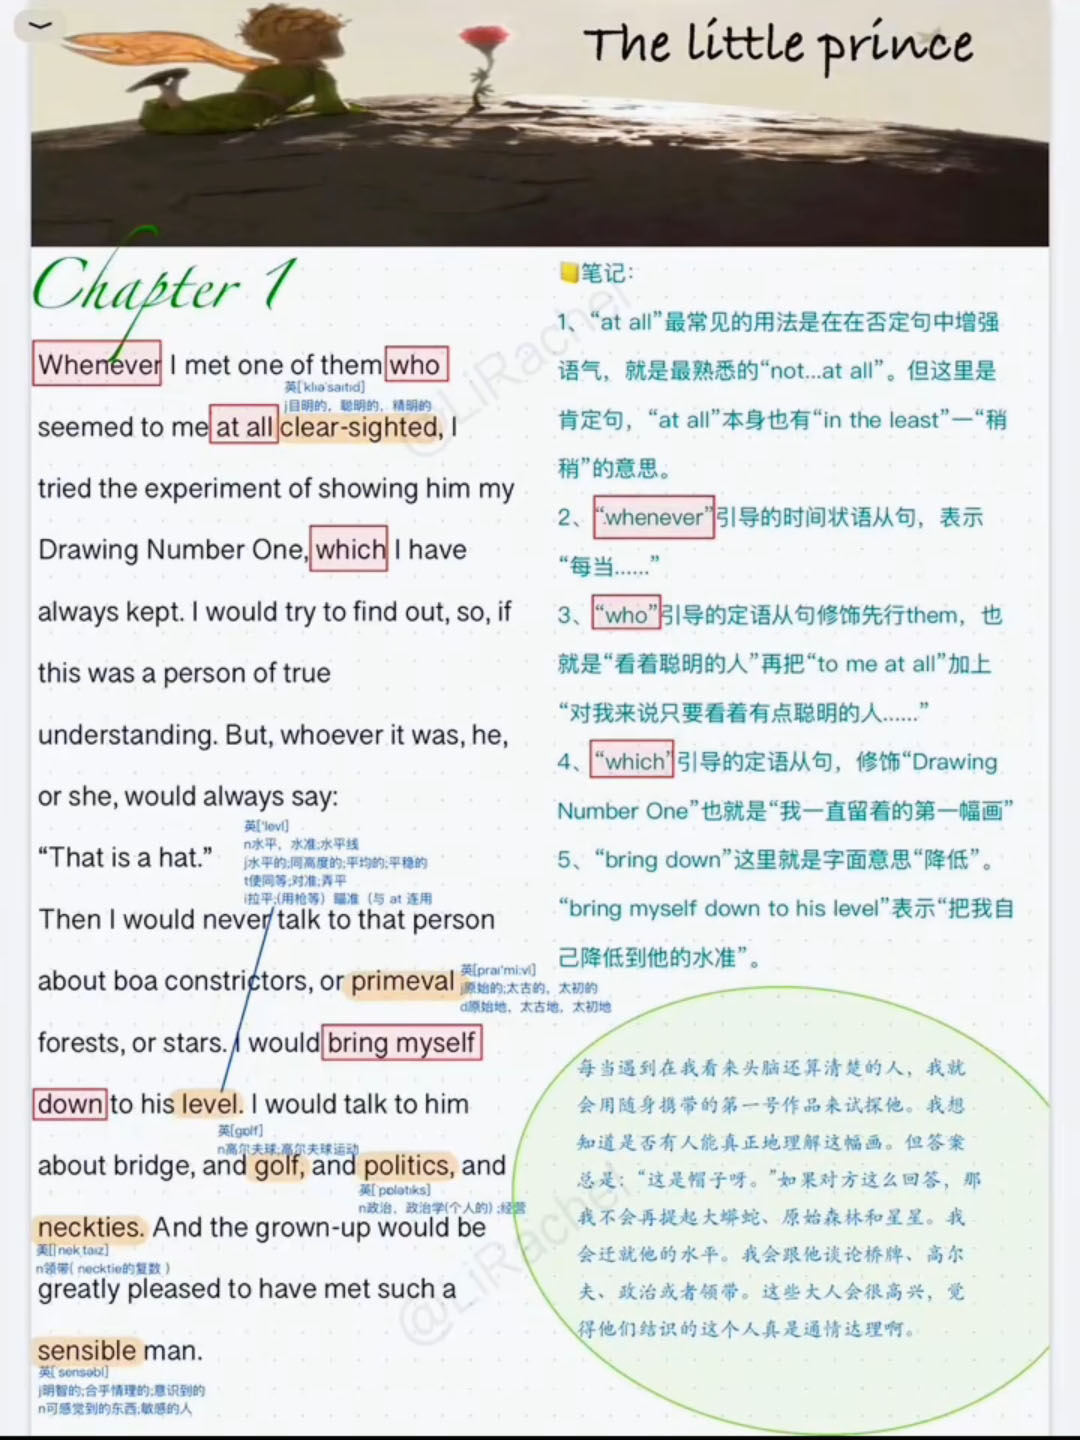 The little prince
Chapter 1
Whenever I met one of them who
英[ˈklɪəˈsaɪtɪd]
j目明的，聪明的，精明的
seemed to me at all clear-sighted, I
tried the experiment of showing him my
Drawing Number One, which I have
always kept. I would try to find out, so, if
this was a person of true
understanding. But, whoever it was, he,
or she, would always say:
英[ˈlevl]
n水平，水准;水平线
j水平的;同高度的;平均的;平稳的
t使同等;对准;弄平
i拉平;(用枪等）瞄准（与 at 连用
“That is a hat.”
Then I would never talk to that person
about boa constrictors, or primeval
英[praɪˈmiːvl]
j原始的;太古的，太初的
d原始地，太古地，太初地
forests, or stars. I would bring myself
down to his level. I would talk to him
英[gɒlf]
n高尔夫球;高尔夫球运动
about bridge, and golf, and politics, and
英[ˈpɒlətɪks]
n政治，政治学(个人的) ;经营
neckties. And the grown-up would be
英[ˈnekˌtaɪz]
n领带( necktie的复数 )
greatly pleased to have met such a
sensible man.
英[ˈsensəbl]
j明智的;合乎情理的;意识到的
n可感觉到的东西;敏感的人
笔记：
1、“at all”最常见的用法是在在否定句中增强
语气，就是最熟悉的“not...at all”。但这里是
肯定句，“at all”本身也有“in the least”—“稍
稍”的意思。
2、“whenever”引导的时间状语从句，表示
“每当......”
3、“who”引导的定语从句修饰先行them，也
就是“看着聪明的人”再把“to me at all”加上
“对我来说只要看着有点聪明的人......”
4、“which”引导的定语从句，修饰“Drawing
Number One”也就是“我一直留着的第一幅画”
5、“bring down”这里就是字面意思“降低”。
“bring myself down to his level”表示“把我自
己降低到他的水准”。
每当遇到在我看来头脑还算清楚的人，我就
会用随身携带的第一号作品来试探他。我想
知道是否有人能真正地理解这幅画。但答案
总是：“这是帽子呀。”如果对方这么回答，那
我不会再提起大蟒蛇、原始森林和星星。我
会迁就他的水平。我会跟他谈论桥牌、高尔
夫、政治或者领带。这些大人会很高兴，觉
得他们结识的这个人真是通情达理啊。
@LiRachel
@LiRachel